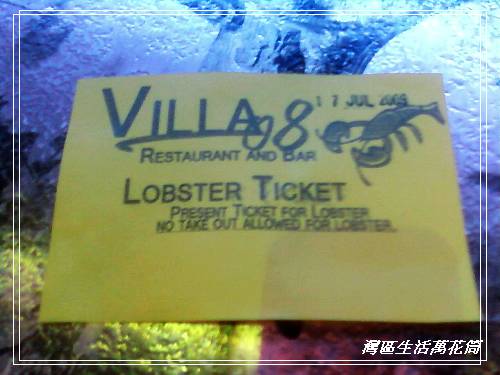 VILLA 98
17 JUL 2009
RESTAURANT AND BAR
LOBSTER TICKET
PRESENT TICKET FOR LOBSTER
NO TAKE OUT ALLOWED FOR LOBSTER.
灣區生活萬花筒